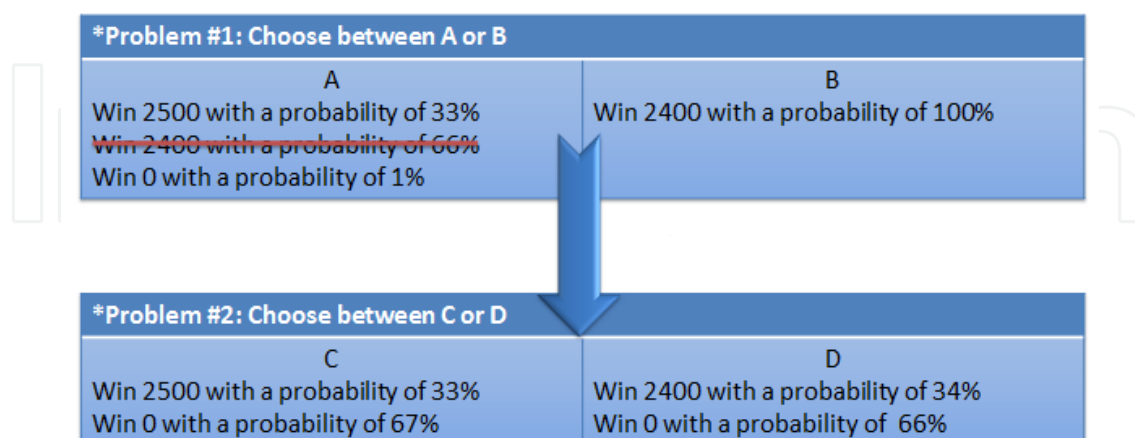 *Problem #1: Choose between A or B
A
Win 2500 with a probability of 33%
Win 2400 with a probability of 66%
Win 0 with a probability of 1%
B
Win 2400 with a probability of 100%
*Problem #2: Choose between C or D
C
Win 2500 with a probability of 33%
Win 0 with a probability of 67%
D
Win 2400 with a probability of 34%
Win 0 with a probability of 66%